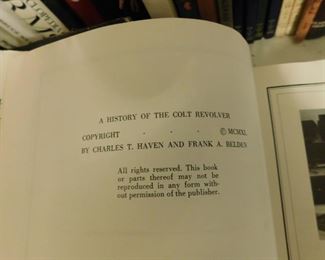 A HISTORY OF THE COLT REVOLVER
COPYRIGHT · · · © MCMXL
BY CHARLES T. HAVEN AND FRANK A. BELDEN
All rights reserved. This book
or parts thereof may not be
reproduced in any form with-
out permission of the publisher.